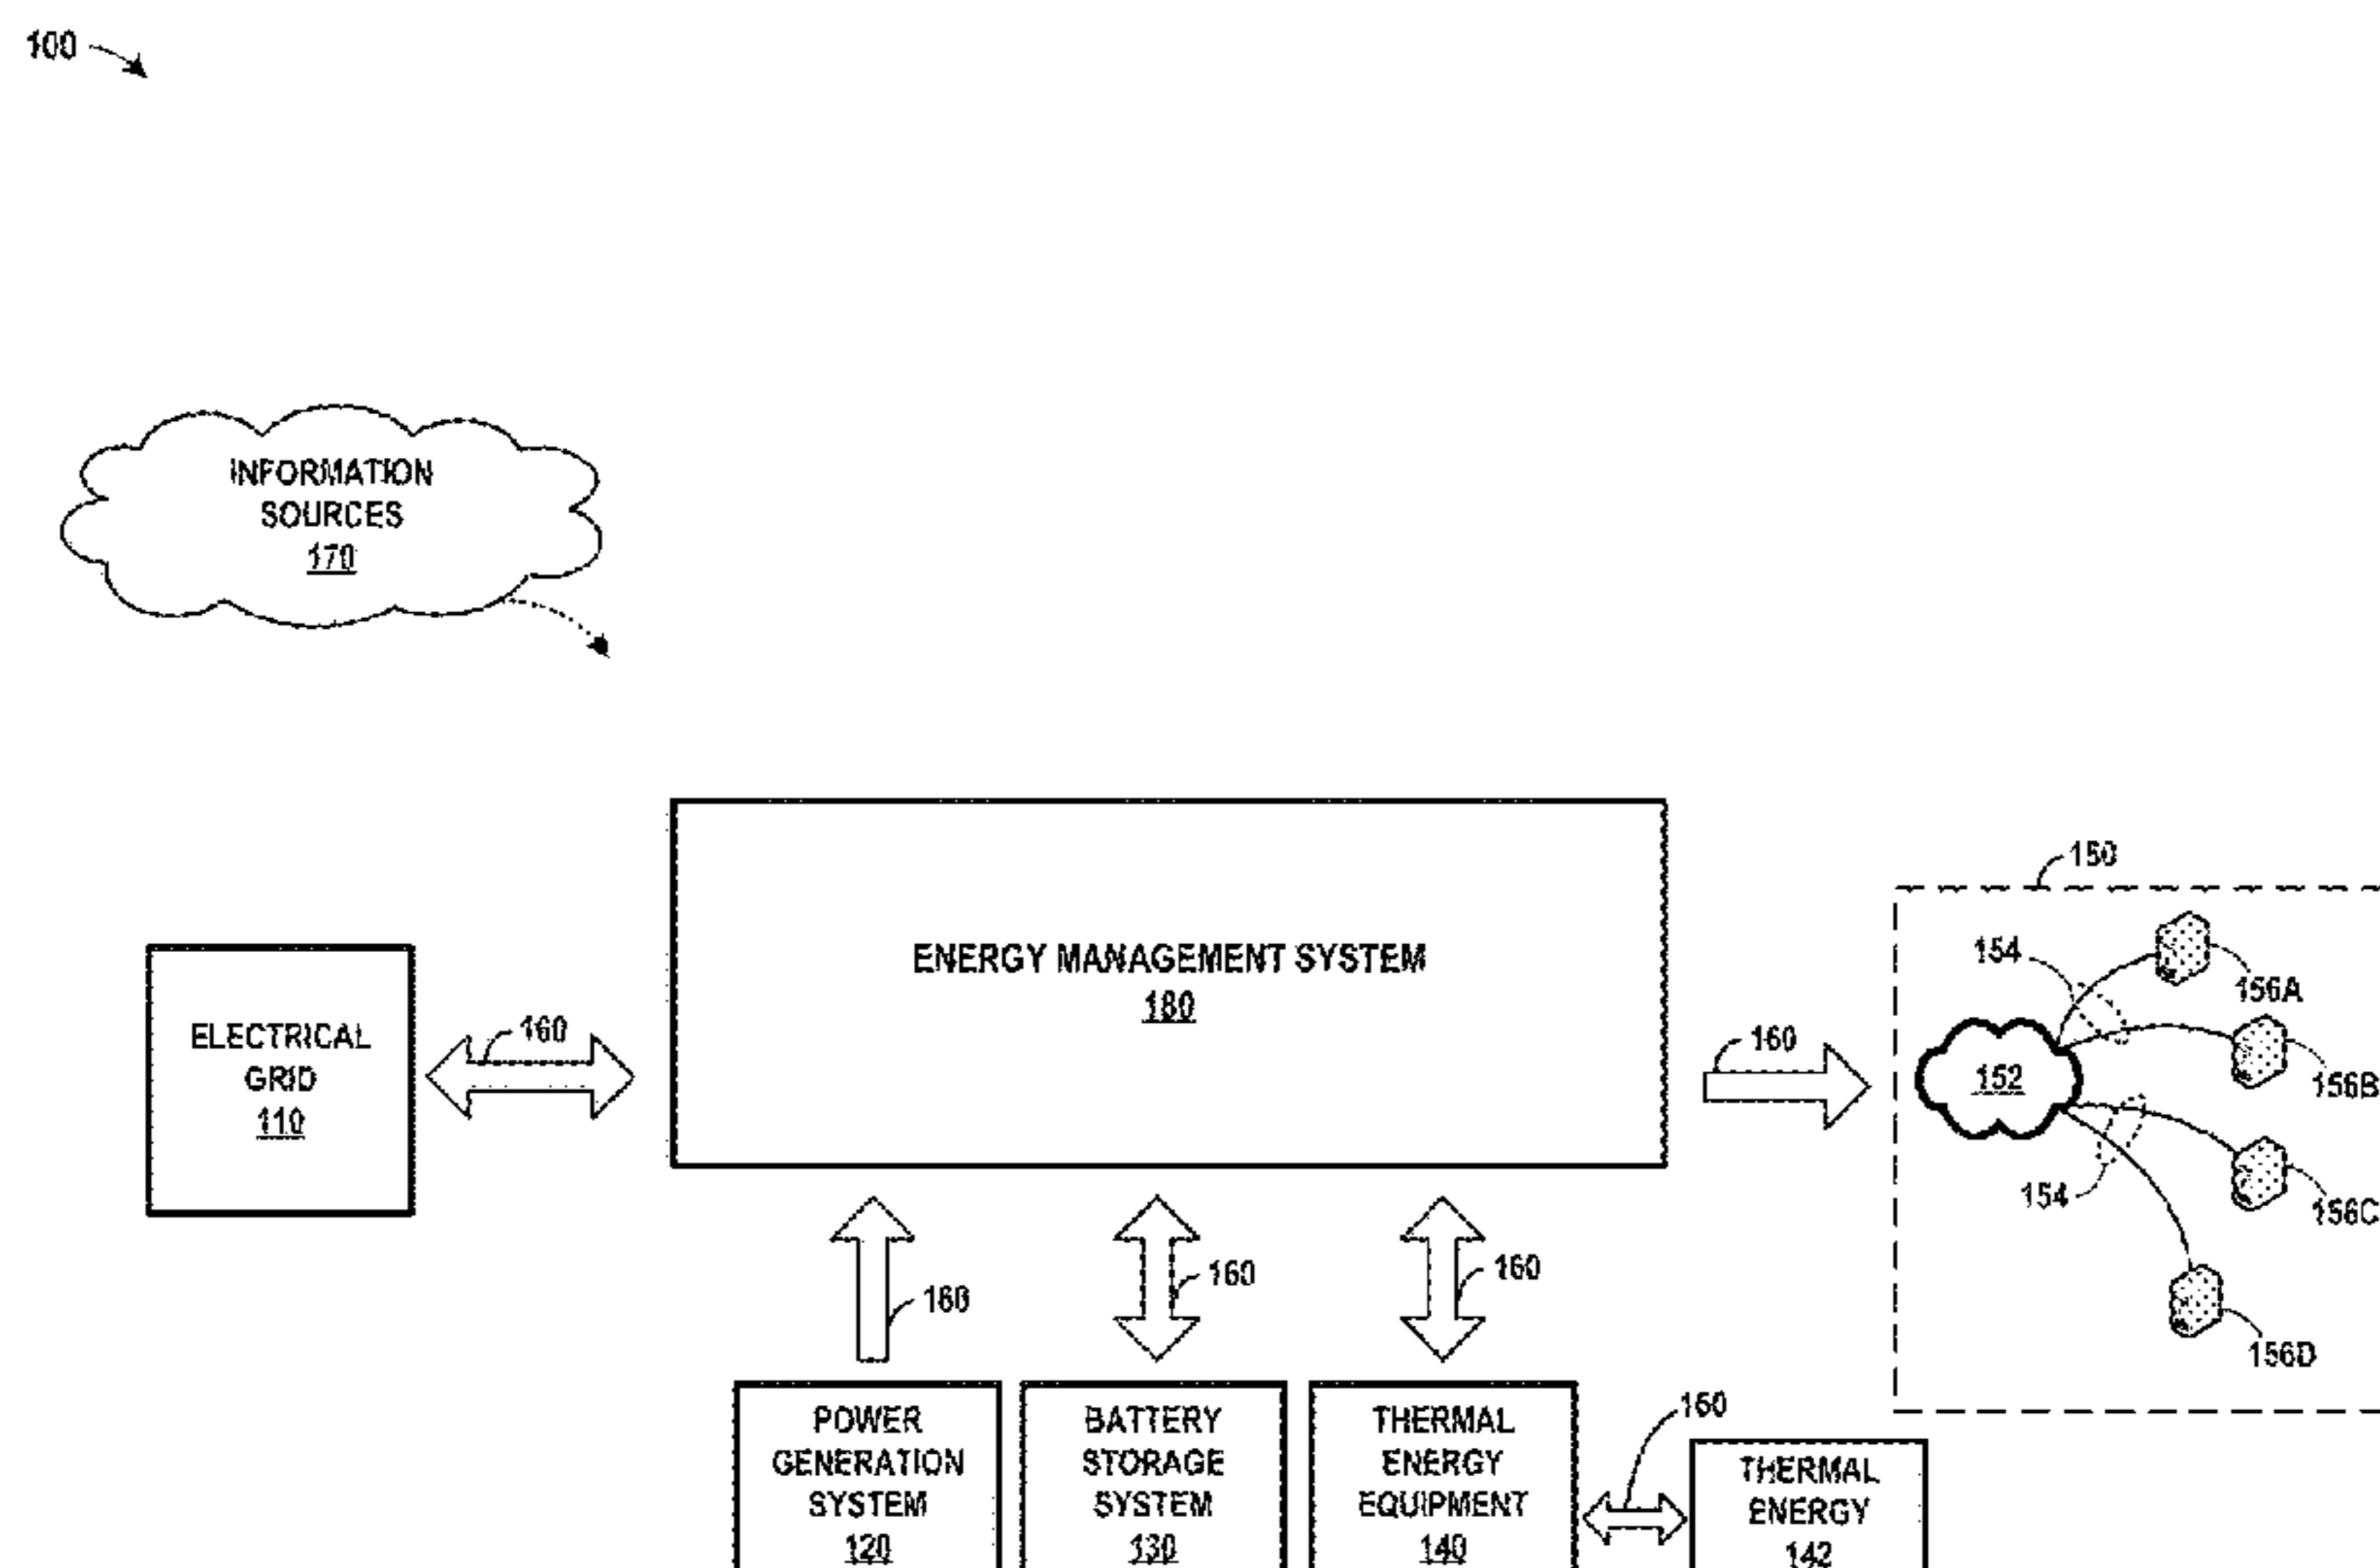 100
INFORMATION
SOURCES
170
150
ENERGY MANAGEMENT SYSTEM
180
154
156A
ELECTRICAL
GRID
110
160
160
152
156B
154
156C
160
160
160
156D
POWER
GENERATION
SYSTEM
120
BATTERY
STORAGE
SYSTEM
130
THERMAL
ENERGY
EQUIPMENT
140
160
THERMAL
ENERGY
142